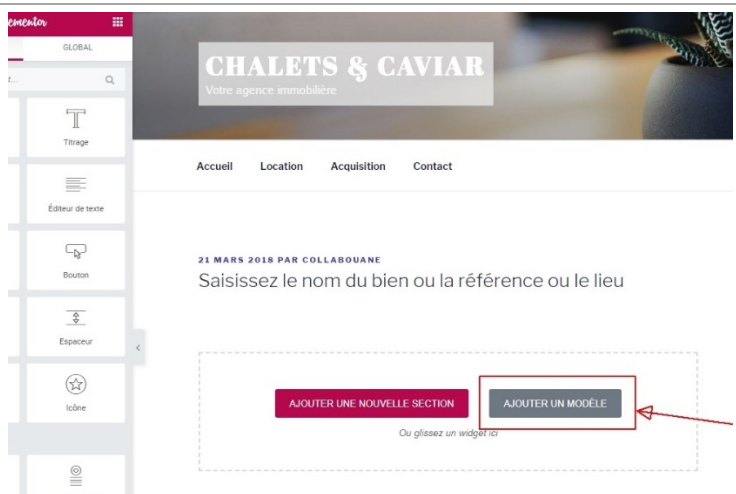 ementor
GLOBAL
Titrage
Éditeur de texte
Bouton
Espaceur
Icône
CHALETS & CAVIAR
Votre agence immobilière
Accueil Location Acquisition Contact
21 MARS 2018 PAR COLLABOUANE
Saisissez le nom du bien ou la référence ou le lieu
AJOUTER UNE NOUVELLE SECTION AJOUTER UN MODÈLE
Ou glissez un widget ici